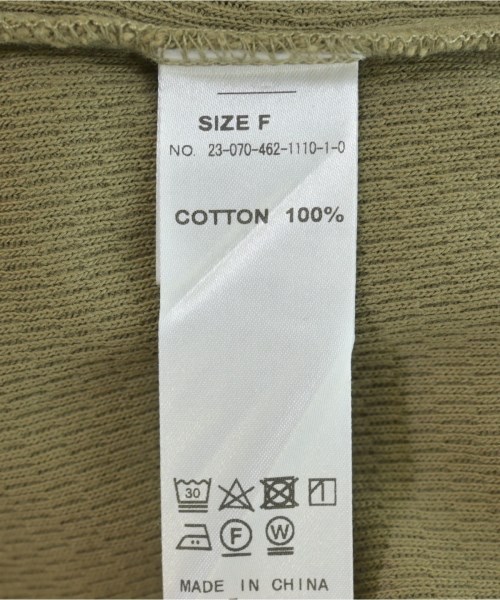 SIZE F
NO. 23-070-462-1110-1-0
COTTON 100%
30
F W
MADE IN CHINA